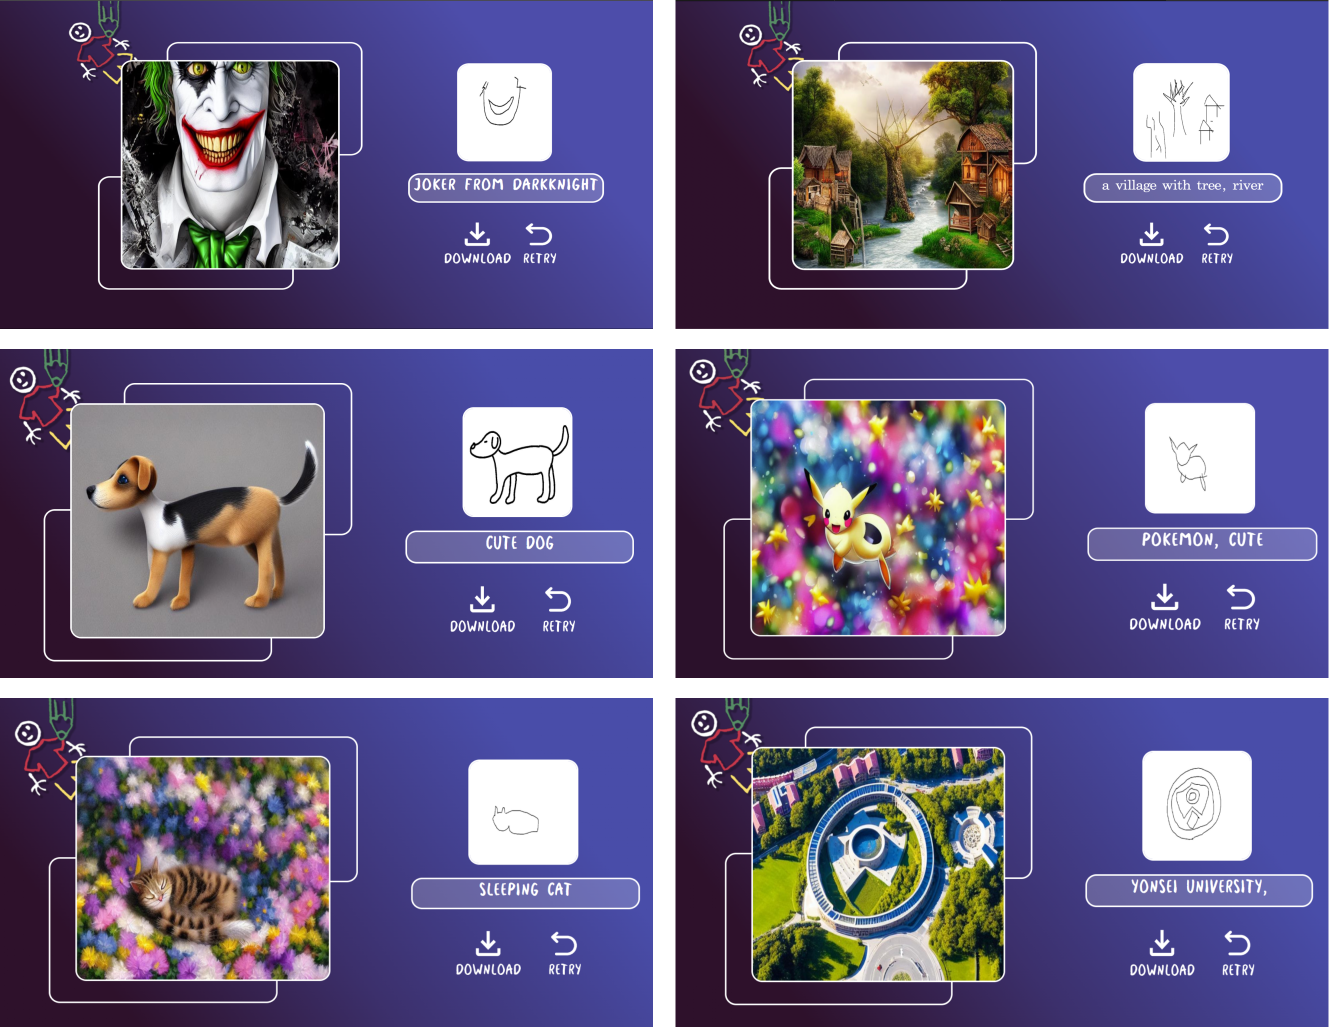 JOKER FROM DARKKNIGHT
DOWNLOAD RETRY
a village with tree, river
DOWNLOAD RETRY
CUTE DOG
DOWNLOAD RETRY
POKEMON, CUTE
DOWNLOAD RETRY
SLEEPING CAT
DOWNLOAD RETRY
YONSEI UNIVERSITY,
DOWNLOAD RETRY